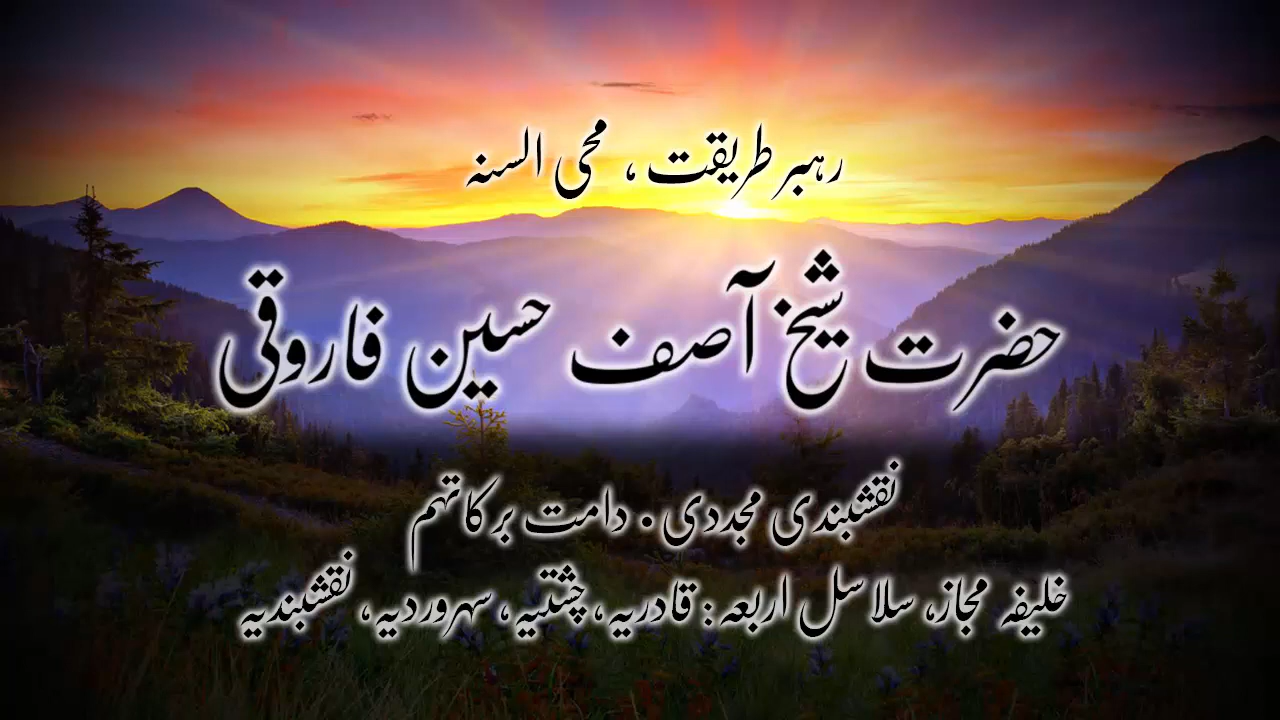 رہبر طریقت، محی السنہ
حضرت شیخ آصف حسین فاروقی
نقشبندی مجددی . دامت برکاتہم
خلیفہ مجاز، سلاسل اربعہ: قادریہ، چشتیہ، سہروردیہ، نقشبندیہ